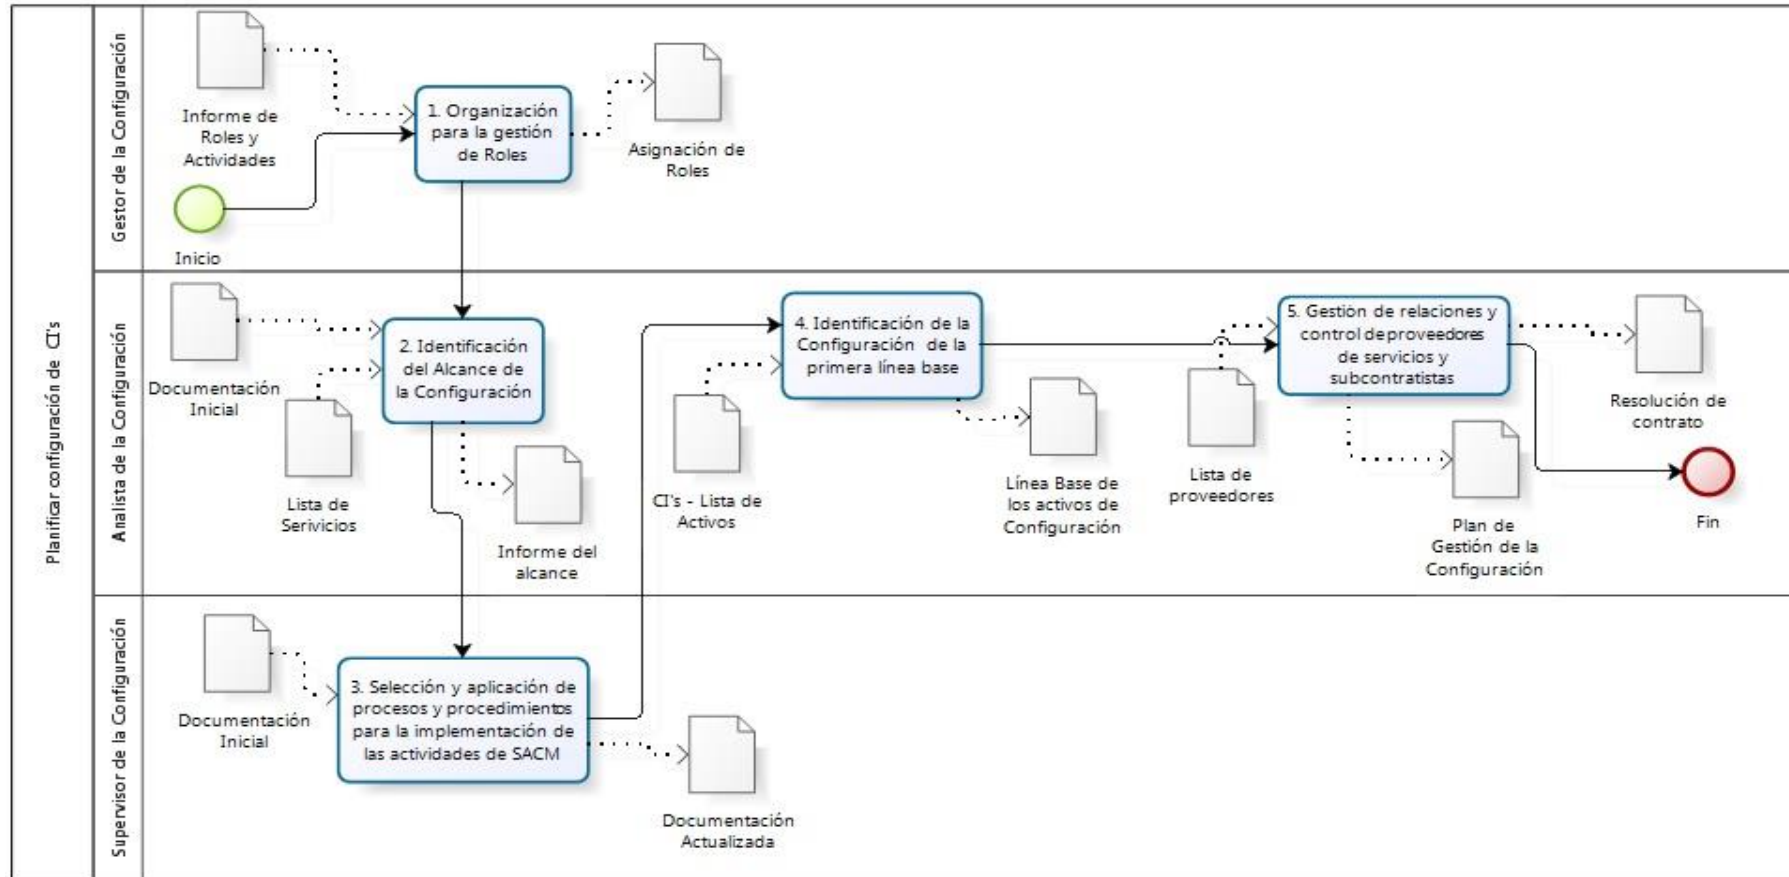 Planificar configuración de CI's
Gestor de la Configuración
Informe de
Roles y
Actividades
Inicio
1. Organización
para la gestión
de Roles
Asignación de
Roles
Analista de la Configuración
Documentación
Inicial
Lista de
Serivicios
2. Identificación
del Alcance de
la Configuración
Informe del
alcance
CI's - Lista de
Activos
4. Identificación de la
Configuración de la
primera línea base
Línea Base de
los activos de
Configuración
Lista de
proveedores
5. Gestión de relaciones y
control de proveedores
de servicios y
subcontratistas
Plan de
Gestión de la
Configuración
Resolución de
contrato
Fin
Supervisor de la Configuración
Documentación
Inicial
3. Selección y aplicación de
procesos y procedimientos
para la implementación de
las actividades de SACM
Documentación
Actualizada